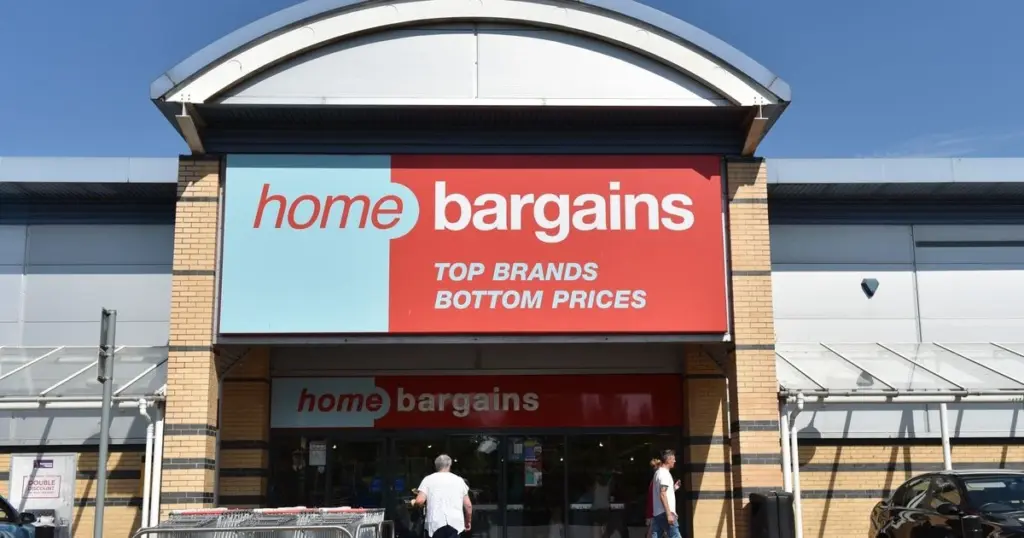 home bargains
TOP BRANDS
BOTTOM PRICES
home bargains
DOUBLE
DISCOUNT